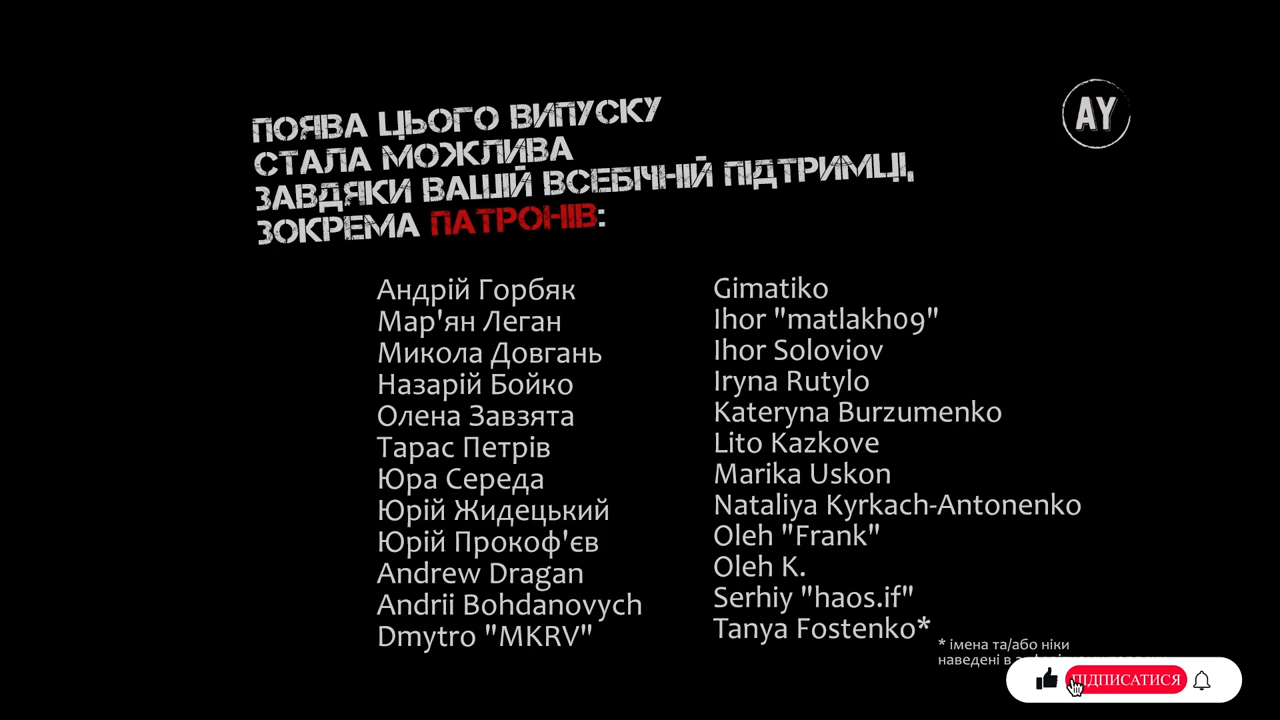 ПОЯВА ЦЬОГО ВИПУСКУ
СТАЛА МОЖЛИВА
ЗАВДЯКИ ВАШІЙ ВСЕБІЧНІЙ ПІДТРИМЦІ,
ЗОКРЕМА ПАТРОНІВ:
АУ
Андрій Горбяк
Мар'ян Леган
Микола Довгань
Назарій Бойко
Олена Завзята
Тарас Петрів
Юра Середа
Юрій Жидецький
Юрій Прокоф'єв
Andrew Dragan
Andrii Bohdanovych
Dmytro "MKRV"
Gimatiko
Ihor "matlakh09"
Ihor Soloviov
Iryna Rutylo
Kateryna Burzumenko
Lito Kazkove
Marika Uskon
Nataliya Kyrkach-Antonenko
Oleh "Frank"
Oleh K.
Serhiy "haos.if"
Tanya Fostenko*
* імена та/або ніки
наведені в
ПІДПИСАТИСЯ